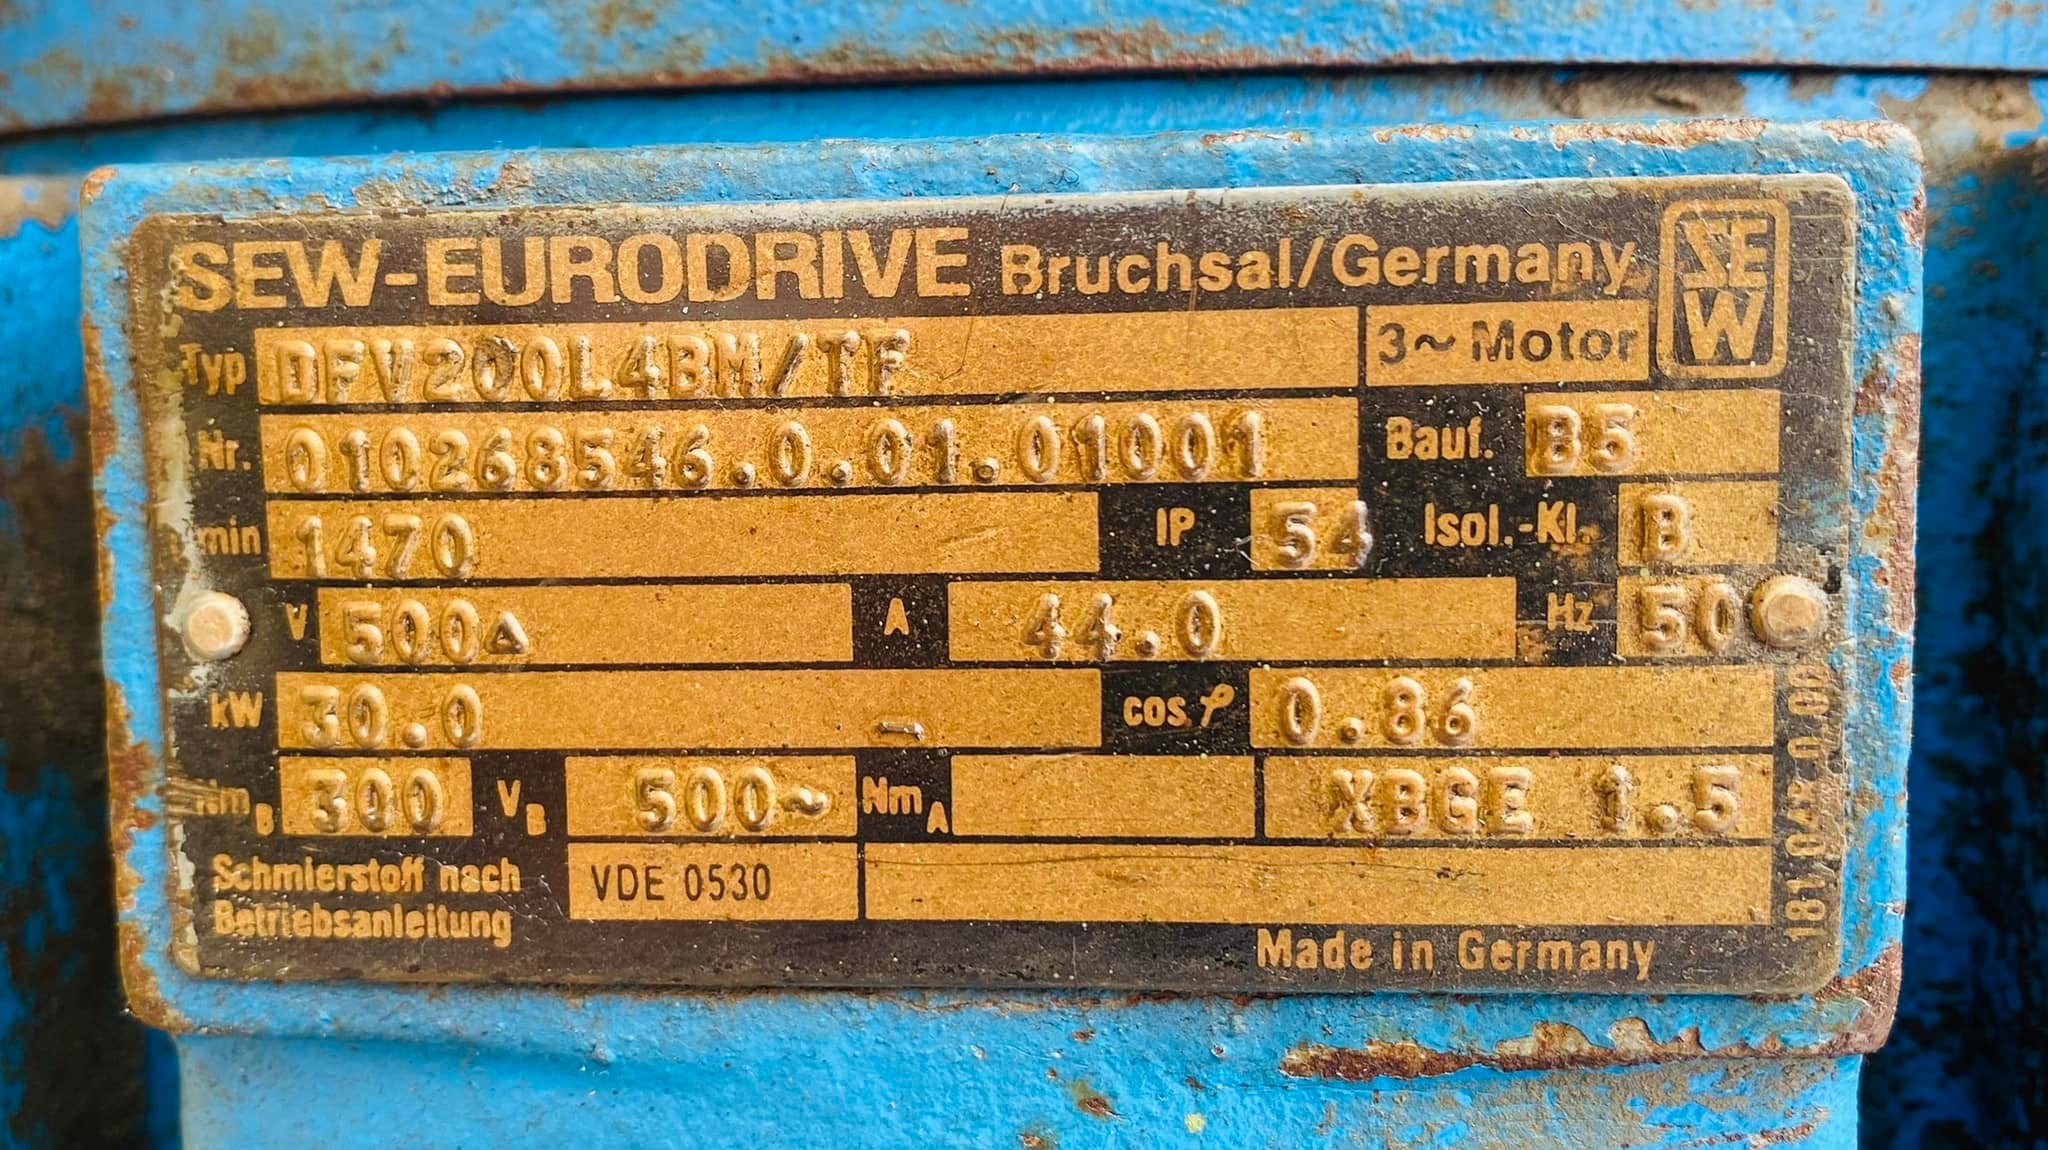 SEW-EURODRIVE Bruchsal/Germany SEW
Typ DFV200L4BM/TF 3~ Motor
Nr. 010268546.0.01.01001 Bauf. B5
min 1470 IP 54 Isol.-Kl. B
V 500Δ A 44.0 Hz 50
kW 30.0 - cos φ 0.86
Nm B 300 V B 500~ Nm A XBGE 1.5
Schmierstoff nach
Betriebsanleitung
VDE 0530
Made in Germany